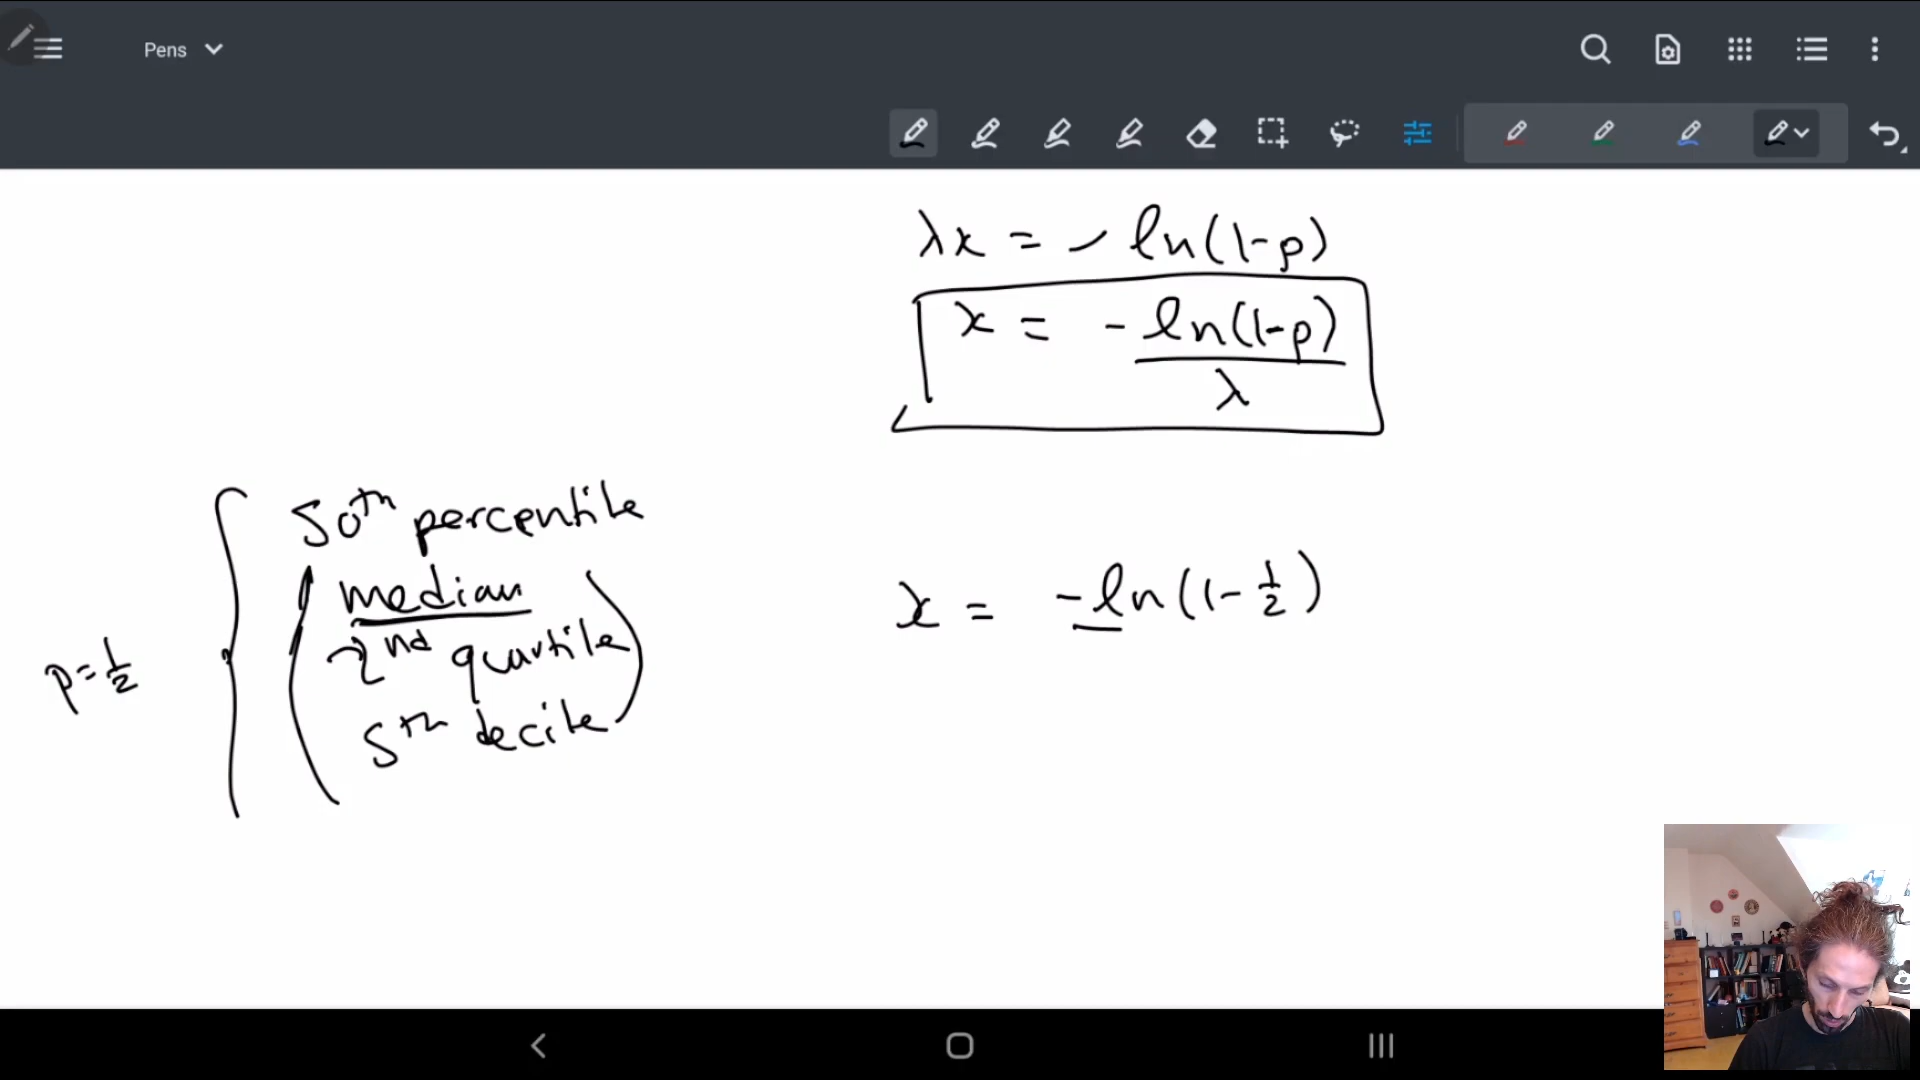 Pens
λx = - ln(1-p)
x = - ln(1-p)
λ
50th percentile
median
2nd quartile
5th decile
p = 1/2
x = -ln(1-1/2)